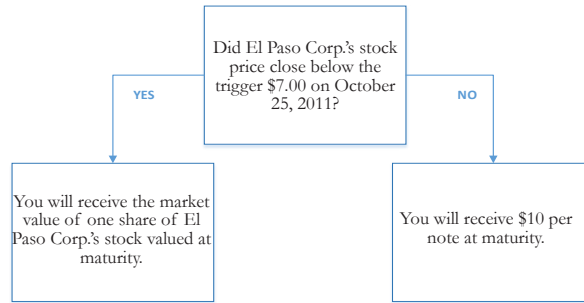 Did El Paso Corp.'s stock
price close below the
trigger $7.00 on October
25, 2011?
YES
NO
You will receive the market
value of one share of El
Paso Corp.'s stock valued at
maturity.
You will receive $10 per
note at maturity.